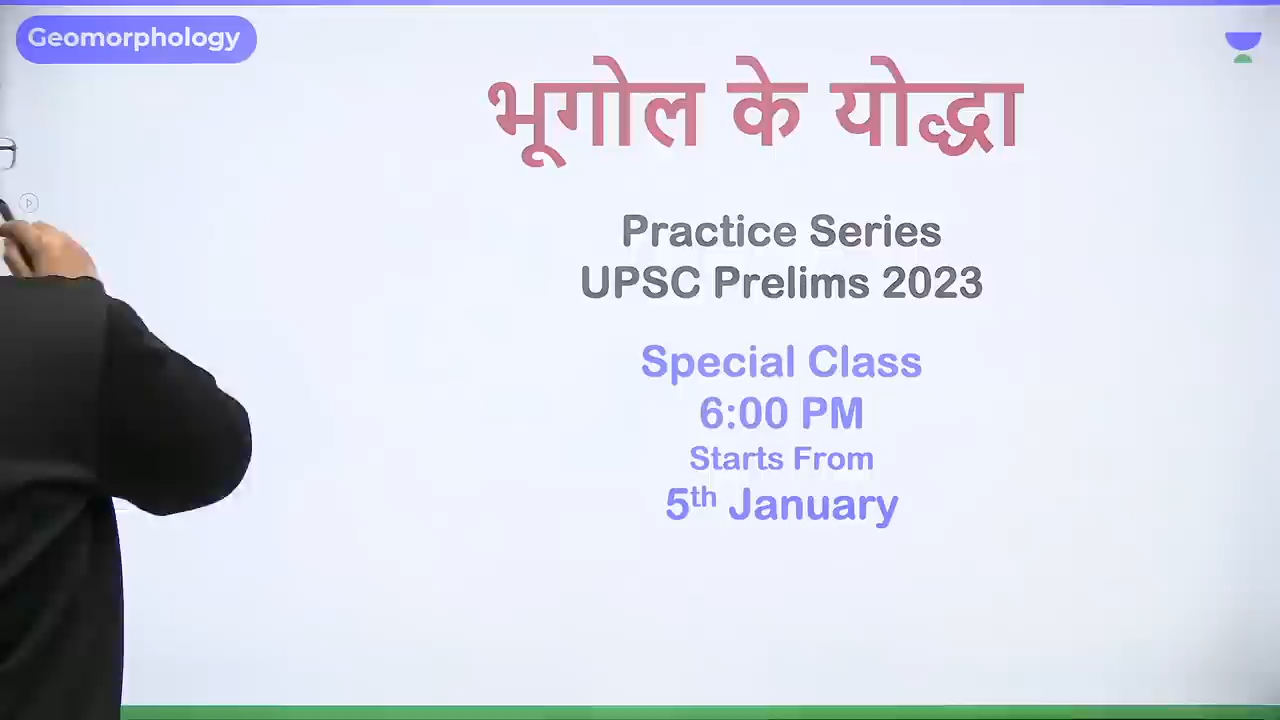 Geomorphology
भूगोल के योद्धा
Practice Series
UPSC Prelims 2023
Special Class
6:00 PM
Starts From
5th January